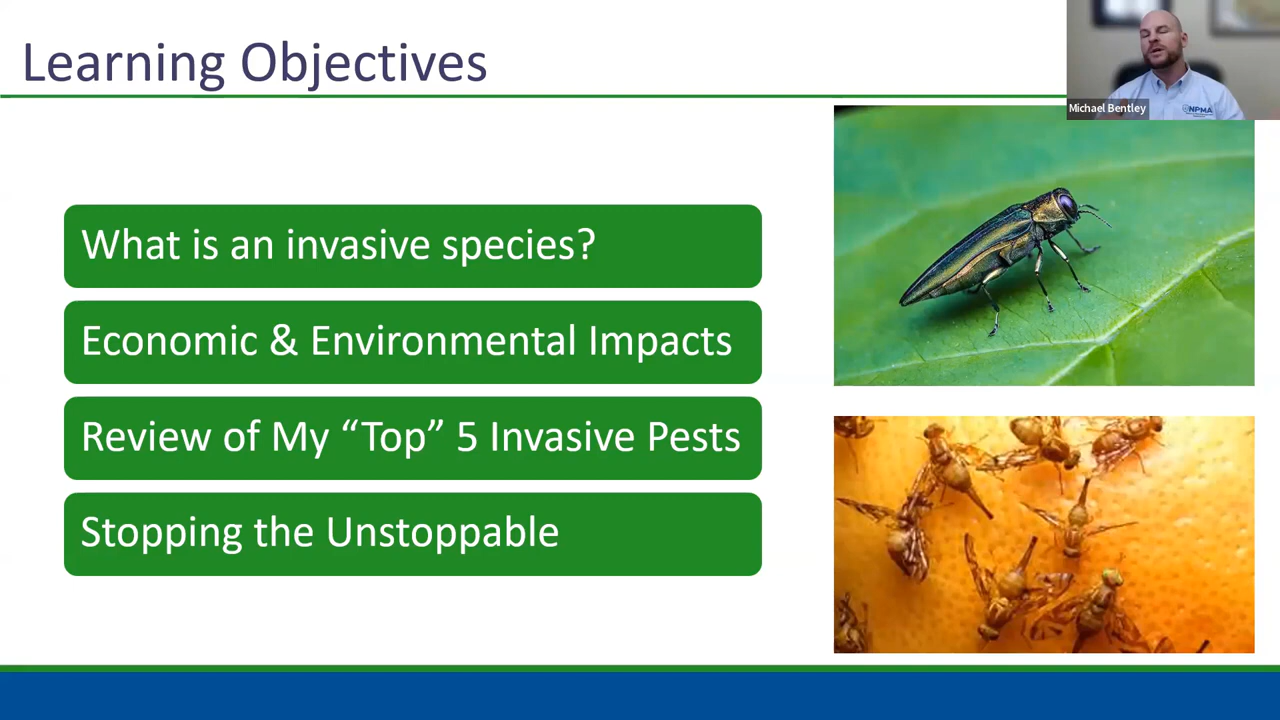 Learning Objectives
Michael Bentley
NPMA
What is an invasive species?
Economic & Environmental Impacts
Review of My “Top” 5 Invasive Pests
Stopping the Unstoppable